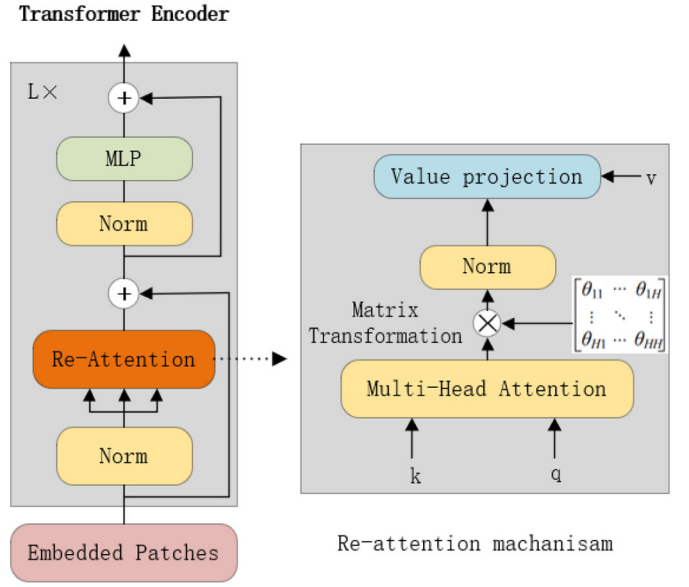 Transformer Encoder
L×
+
MLP
Norm
+
Re-Attention
Norm
Embedded Patches
Value projection
v
Norm
Matrix
Transformation
×
θ11 ⋯ θ1H
⋮ ⋱ ⋮
θH1 ⋯ θHH
Multi-Head Attention
k
q
Re-attention machanisam